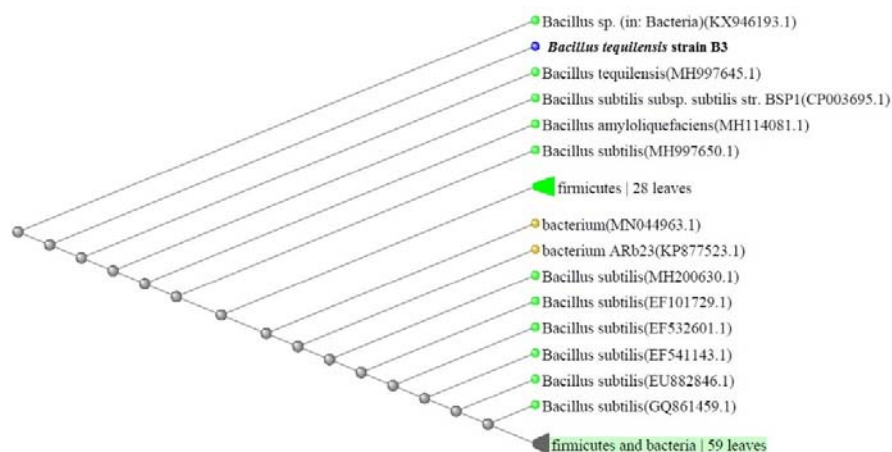 Bacillus sp. (in: Bacteria)(KX946193.1)
Bacillus tequilensis strain B3
Bacillus tequilensis(MH997645.1)
Bacillus subtilis subsp. subtilis str. BSP1(CP003695.1)
Bacillus amyloliquefaciens(MH114081.1)
Bacillus subtilis(MH997650.1)
firmicutes | 28 leaves
bacterium(MN044963.1)
bacterium ARb23(KP877523.1)
Bacillus subtilis(MH200630.1)
Bacillus subtilis(EF101729.1)
Bacillus subtilis(EF532601.1)
Bacillus subtilis(EF541143.1)
Bacillus subtilis(EU882846.1)
Bacillus subtilis(GQ861459.1)
firmicutes and bacteria | 59 leaves